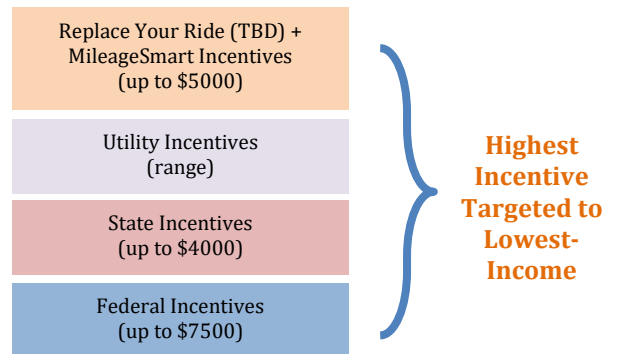 Replace Your Ride (TBD) +
MileageSmart Incentives
(up to $5000)
Utility Incentives
(range)
State Incentives
(up to $4000)
Federal Incentives
(up to $7500)
Highest
Incentive
Targeted to
Lowest-
Income